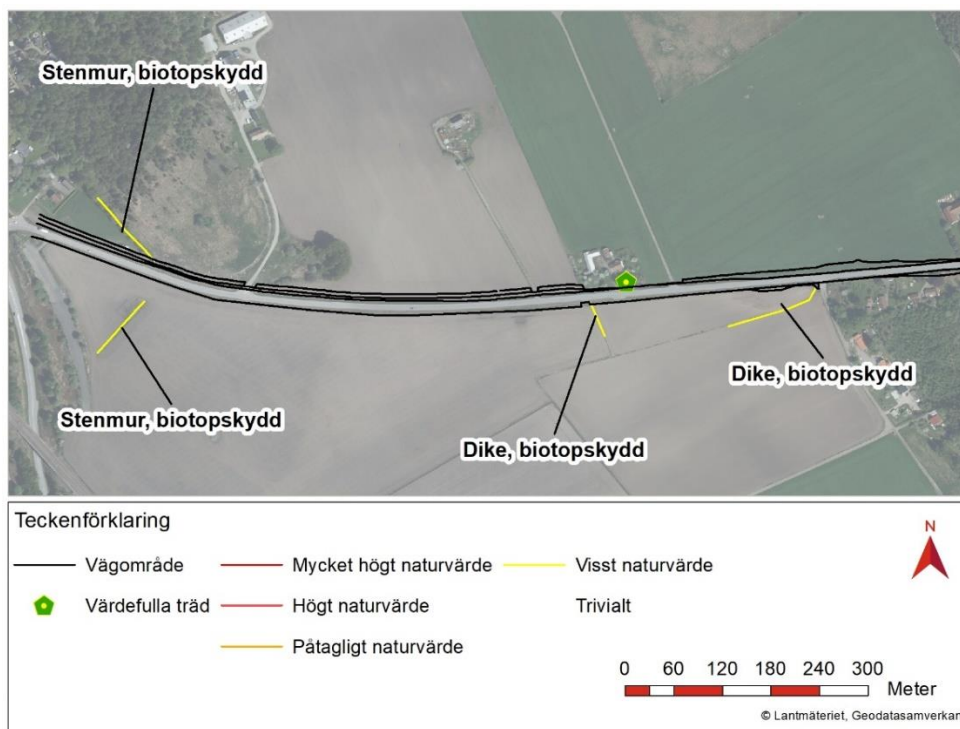 Stenmur, biotopskydd
Dike, biotopskydd
Stenmur, biotopskydd
Dike, biotopskydd
Teckenförklaring
Vägområde
Mycket högt naturvärde
Visst naturvärde
Värdefulla träd
Högt naturvärde
Trivialt
Påtagligt naturvärde
N
0 60 120 180 240 300
Meter
© Lantmäteriet, Geodatasamverkan